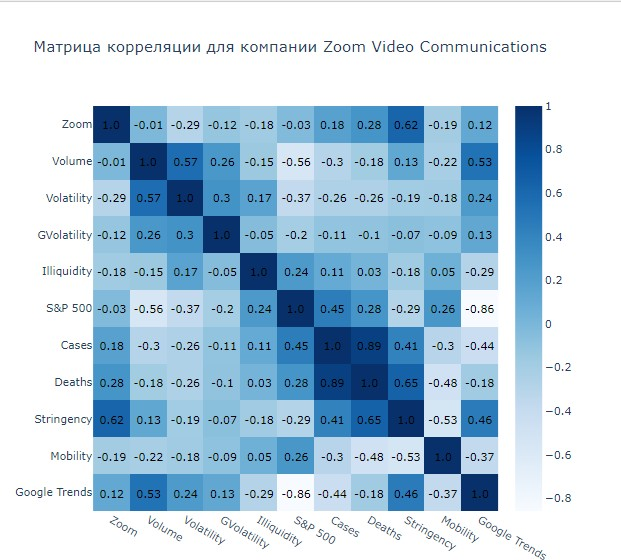 Матрица корреляции для компании Zoom Video Communications
Zoom 1.0 -0.01 -0.29 -0.12 -0.18 -0.03 0.18 0.28 0.62 -0.19 0.12
Volume -0.01 1.0 0.57 0.26 -0.15 -0.56 -0.3 -0.18 0.13 -0.22 0.53
Volatility -0.29 0.57 1.0 0.3 0.17 -0.37 -0.26 -0.26 -0.19 -0.18 0.24
GVolatility -0.12 0.26 0.3 1.0 -0.05 -0.2 -0.11 -0.1 -0.07 -0.09 0.13
Illiquidity -0.18 -0.15 0.17 -0.05 1.0 0.24 0.11 0.03 -0.18 0.05 -0.29
S&P 500 -0.03 -0.56 -0.37 -0.2 0.24 1.0 0.45 0.28 -0.29 0.26 -0.86
Cases 0.18 -0.3 -0.26 -0.11 0.11 0.45 1.0 0.89 0.41 -0.3 -0.44
Deaths 0.28 -0.18 -0.26 -0.1 0.03 0.28 0.89 1.0 0.65 -0.48 -0.18
Stringency 0.62 0.13 -0.19 -0.07 -0.18 -0.29 0.41 0.65 1.0 -0.53 0.46
Mobility -0.19 -0.22 -0.18 -0.09 0.05 0.26 -0.3 -0.48 -0.53 1.0 -0.37
Google Trends 0.12 0.53 0.24 0.13 -0.29 -0.86 -0.44 -0.18 0.46 -0.37 1.0
Zoom Volume Volatility GVolatility Illiquidity S&P 500 Cases Deaths Stringency Mobility Google Trends
1
0.8
0.6
0.4
0.2
0
−0.2
−0.4
−0.6
−0.8